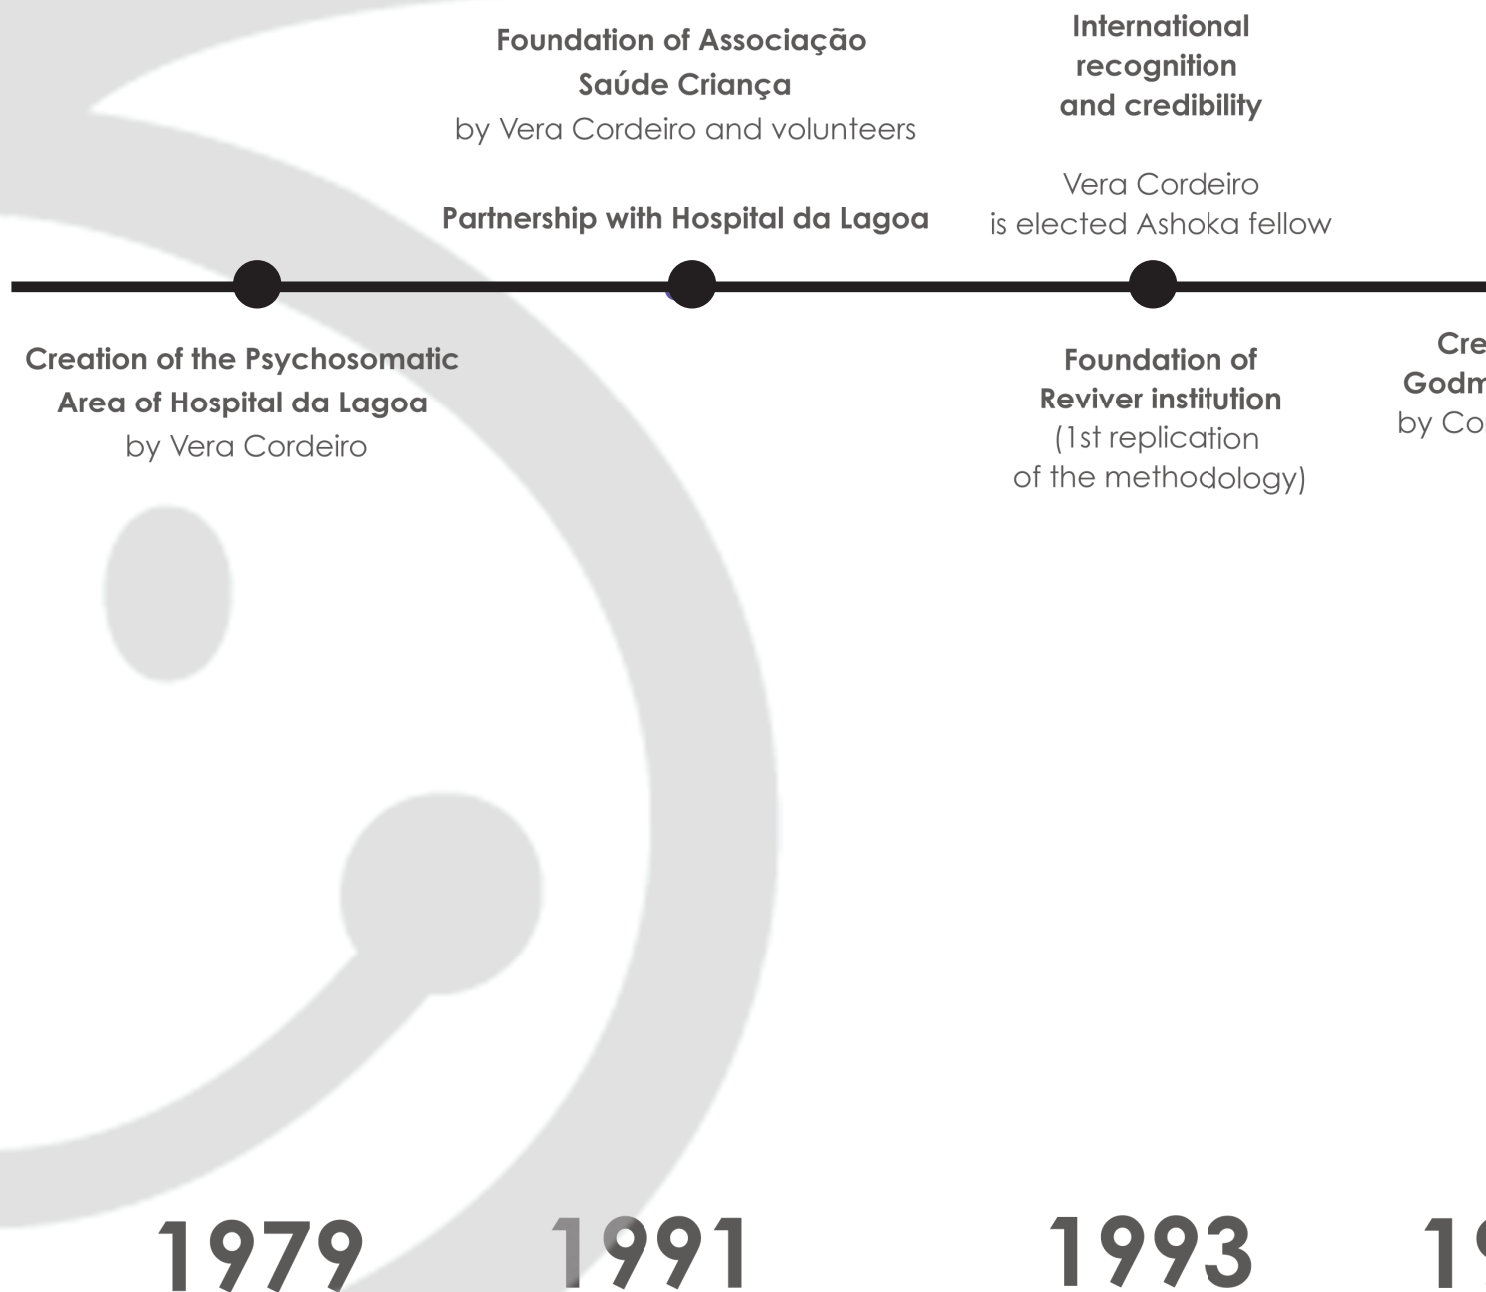 Foundation of Associação
Saúde Criança
by Vera Cordeiro and volunteers
Partnership with Hospital da Lagoa
International
recognition
and credibility
Vera Cordeiro
is elected Ashoka fellow
Creation of the Psychosomatic
Area of Hospital da Lagoa
by Vera Cordeiro
Foundation of
Reviver institution
(1st replication
of the methodology)
by
1979
1991
1993